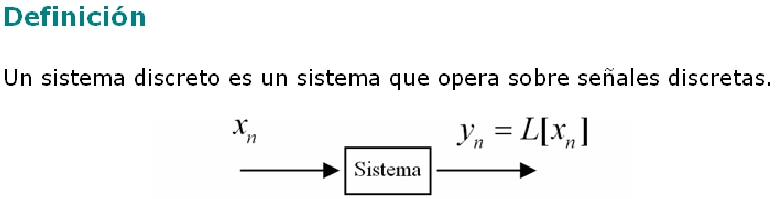 Definición
Un sistema discreto es un sistema que opera sobre señales discretas.
xₙ
yₙ = L[xₙ]
Sistema